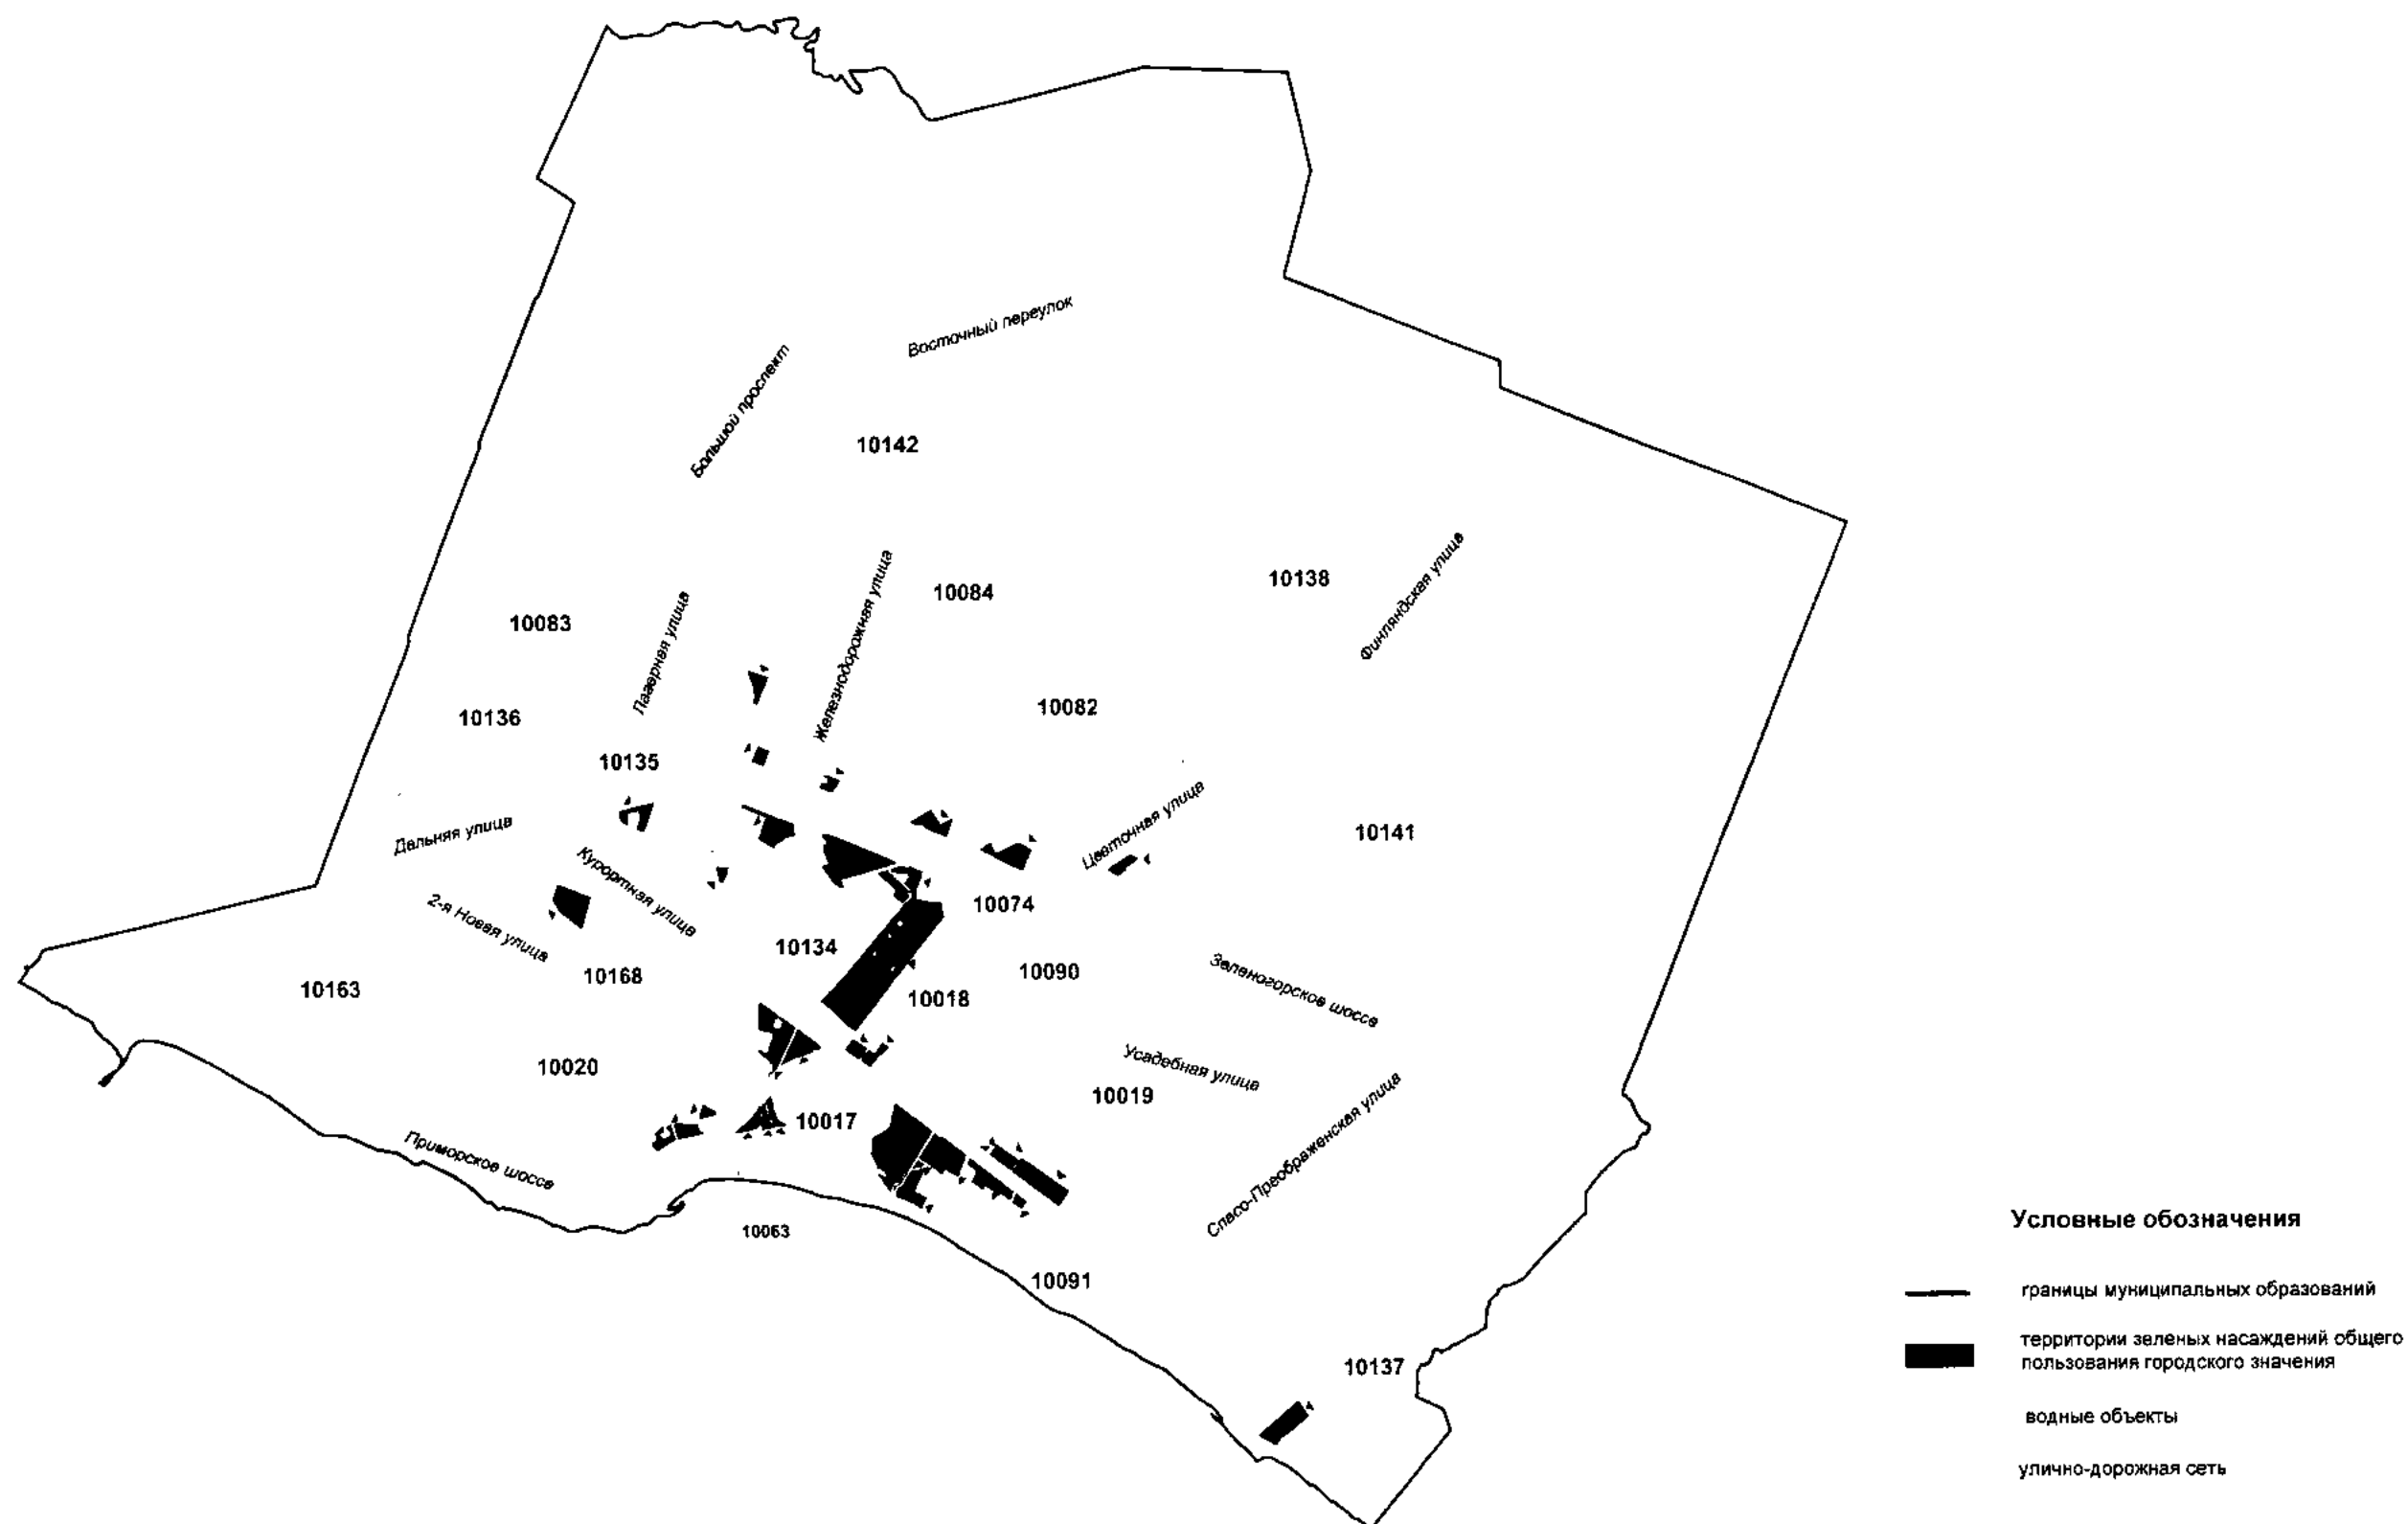 Восточный переулок
Большой проспект
10142
Железнодорожная улица
Финляндская улица
10138
10084
Лагерная улица
10083
10082
10136
10135
Цветочная улица
Дальняя улица
10141
Курортная улица
2-я Новая улица
10074
10134
10090
10168
10163
10018
Зеленогорское шоссе
10020
Усадебная улица
10019
Спасо-Преображенская улица
10017
Приморское шоссе
10063
10091
10137
Условные обозначения
границы муниципальных образований
территории зеленых насаждений общего
пользования городского значения
водные объекты
улично-дорожная сеть